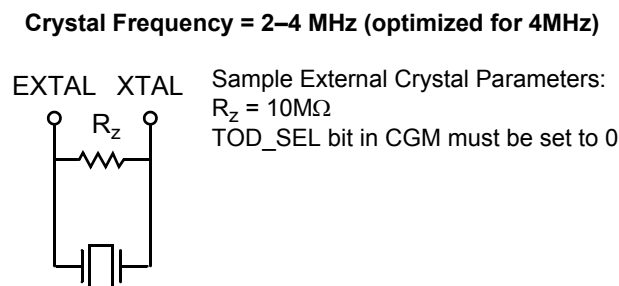 Crystal Frequency = 2–4 MHz (optimized for 4MHz)
EXTAL XTAL
Rz
Sample External Crystal Parameters:
Rz = 10MΩ
TOD_SEL bit in CGM must be set to 0